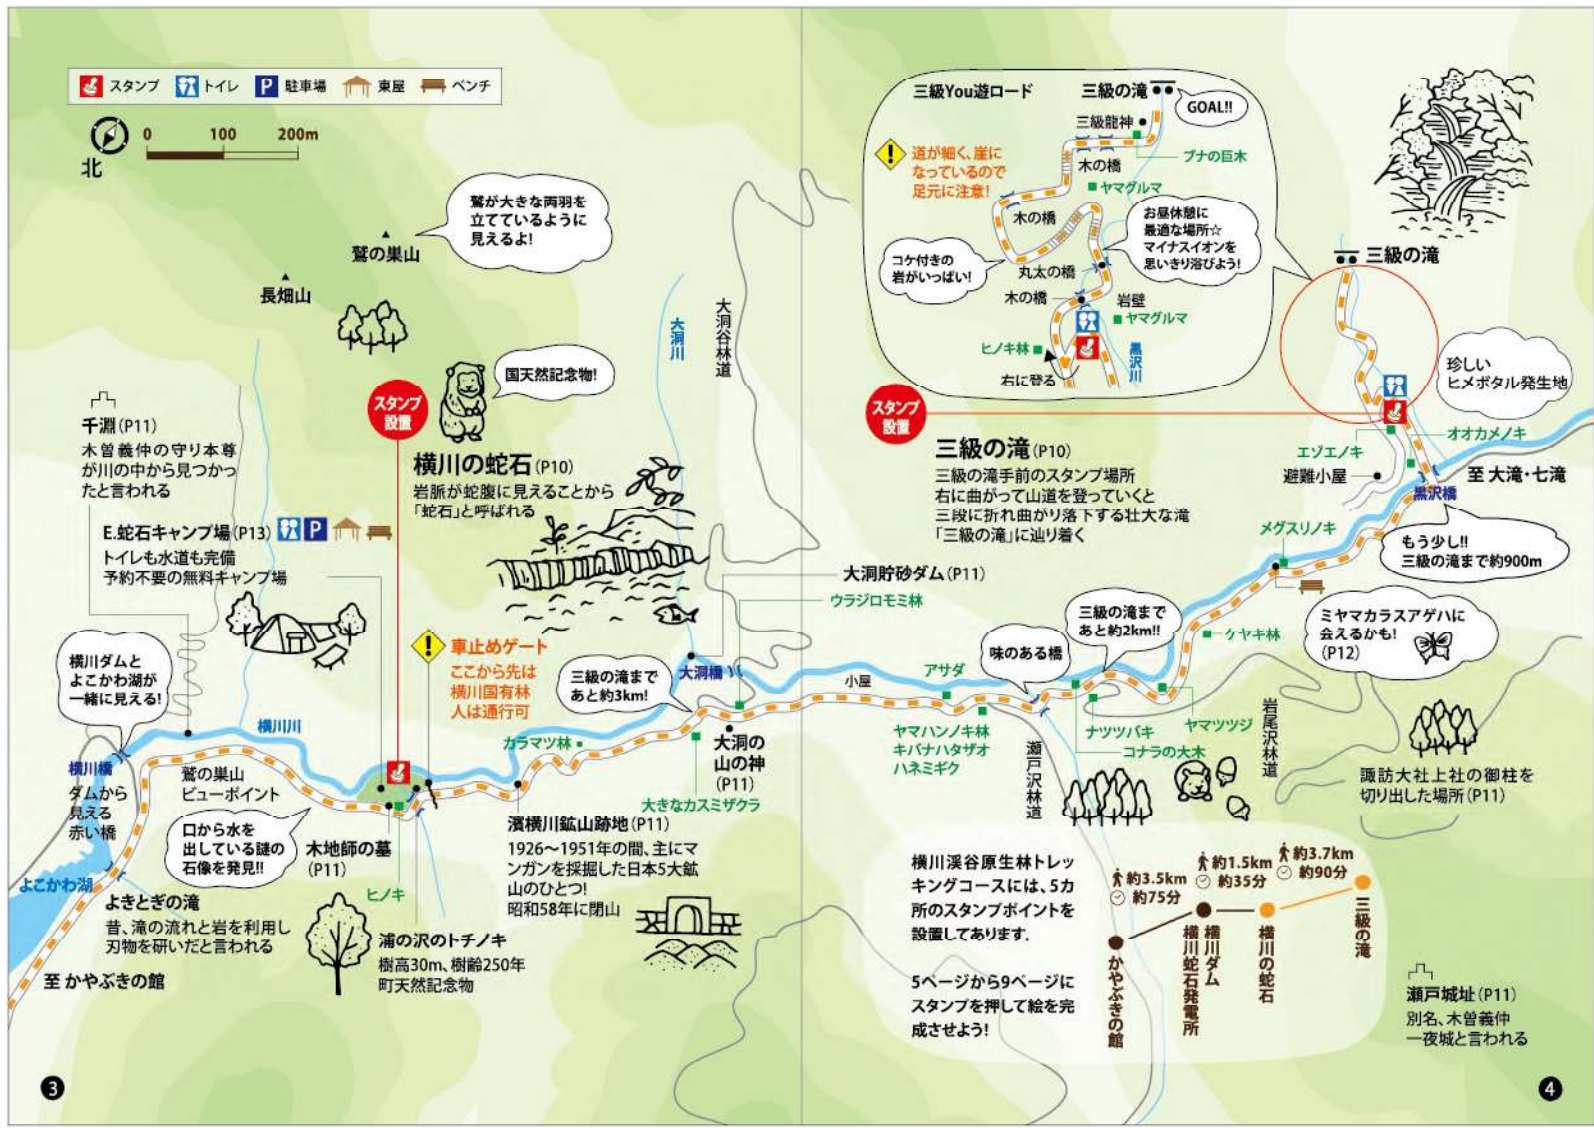 スタンプ トイレ P 駐車場 東屋 ベンチ
北
0 100 200m
鷲が大きな両羽を
立てているように
見えるよ!
鷲の巣山
長畑山
国天然記念物!
スタンプ
設置
横川の蛇石(P10)
岩脈が蛇腹に見えることから
「蛇石」と呼ばれる
千淵(P11)
木曽義仲の守り本尊
が川の中から見つかっ
たと言われる
E.蛇石キャンプ場(P13) P
トイレも水道も完備
予約不要の無料キャンプ場
横川ダムと
よこかわ湖が
一緒に見える!
横川川
横川橋
ダムから
見える
赤い橋
鷲の巣山
ビューポイント
口から水を
出している謎の
石像を発見!!
木地師の墓
(P11)
ヒノキ
よこかわ湖
よきとぎの滝
昔、滝の流れと岩を利用し
刃物を研いだと言われる
至 かやぶきの館
浦の沢のトチノキ
樹高30m、樹齢250年
町天然記念物
車止めゲート
ここから先は
横川国有林
人は通行可
カラマツ林
濱横川鉱山跡地(P11)
1926〜1951年の間、主にマ
ンガンを採掘した日本5大鉱
山のひとつ!
昭和58年に閉山
三級の滝まで
あと約3km!
大洞川
大洞谷林道
大洞橋
大洞貯砂ダム(P11)
ウラジロモミ林
大洞の
山の神
(P11)
大きなカスミザクラ
3
三級You遊ロード
三級の滝
GOAL!!
三級龍神
ブナの巨木
道が細く、崖に
なっているので
足元に注意!
木の橋
ヤマグルマ
木の橋
お昼休憩に
最適な場所☆
マイナスイオンを
思いきり浴びよう!
コケ付きの
岩がいっぱい!
丸太の橋
木の橋
岩壁
ヤマグルマ
ヒノキ林
右に登る
黒沢川
三級の滝
珍しい
ヒメボタル発生地
スタンプ
設置
三級の滝(P10)
三級の滝手前のスタンプ場所
右に曲がって山道を登っていくと
三段に折れ曲がり落下する壮大な滝
「三級の滝」に辿り着く
オオカメノキ
エゾエノキ
避難小屋
至 大滝・七滝
黒沢橋
もう少し!!
三級の滝まで約900m
メグスリノキ
ミヤマカラスアゲハに
会えるかも!
(P12)
ケヤキ林
三級の滝まで
あと約2km!!
味のある橋
小屋
アサダ
ヤマハンノキ林
キバナハタザオ
ハネミギク
瀬戸沢林道
ナツツバキ
コナラの大木
ヤマツツジ
岩尾沢林道
諏訪大社上社の御柱を
切り出した場所(P11)
横川渓谷原生林トレッ
キングコースには、5カ
所のスタンプポイントを
設置してあります.
5ページから9ページに
スタンプを押して絵を完
成させよう!
約3.5km
約75分
約1.5km
約35分
約3.7km
約90分
かやぶきの館
横川ダム
横川蛇石発電所
横川の蛇石
三級の滝
瀬戸城址(P11)
別名、木曽義仲
一夜城と言われる
4